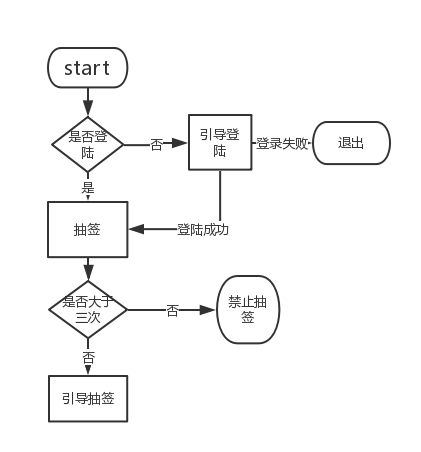 start
是否登
陆
否
引导登
陆
登录失败
退出
是
抽签
登陆成功
是否大于
三次
否
禁止抽
签
否
引导抽签